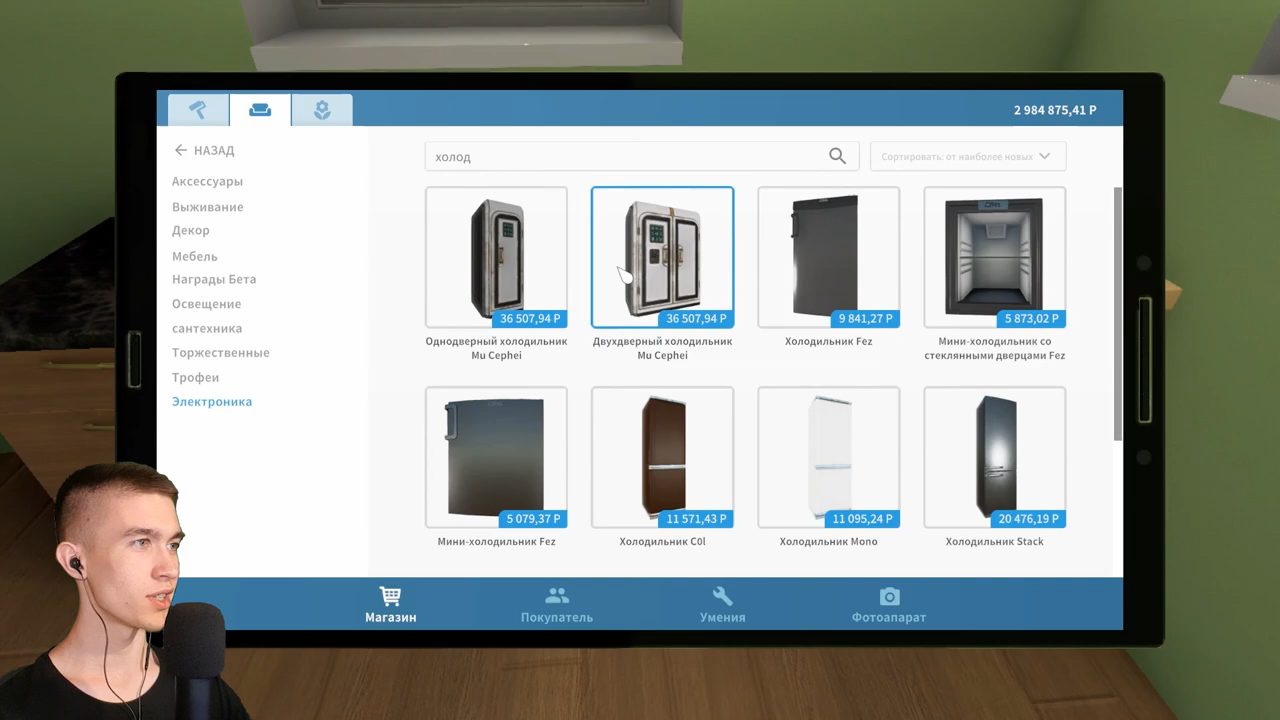 2 984 875,41 Р
НАЗАД
Аксессуары
Выживание
Декор
Мебель
Награды Бета
Освещение
сантехника
Торжественные
Трофеи
Электроника
холод
Сортировать: от наиболее новых
36 507,94 Р
Однодверный холодильник
Mu Cephei
36 507,94 Р
Двухдверный холодильник
Mu Cephei
9 841,27 Р
Холодильник Fez
5 873,02 Р
Мини-холодильник со
стеклянными дверцами Fez
5 079,37 Р
Мини-холодильник Fez
11 571,43 Р
Холодильник C0l
11 095,24 Р
Холодильник Mono
20 476,19 Р
Холодильник Stack
Магазин
Покупатель
Умения
Фотоаппарат